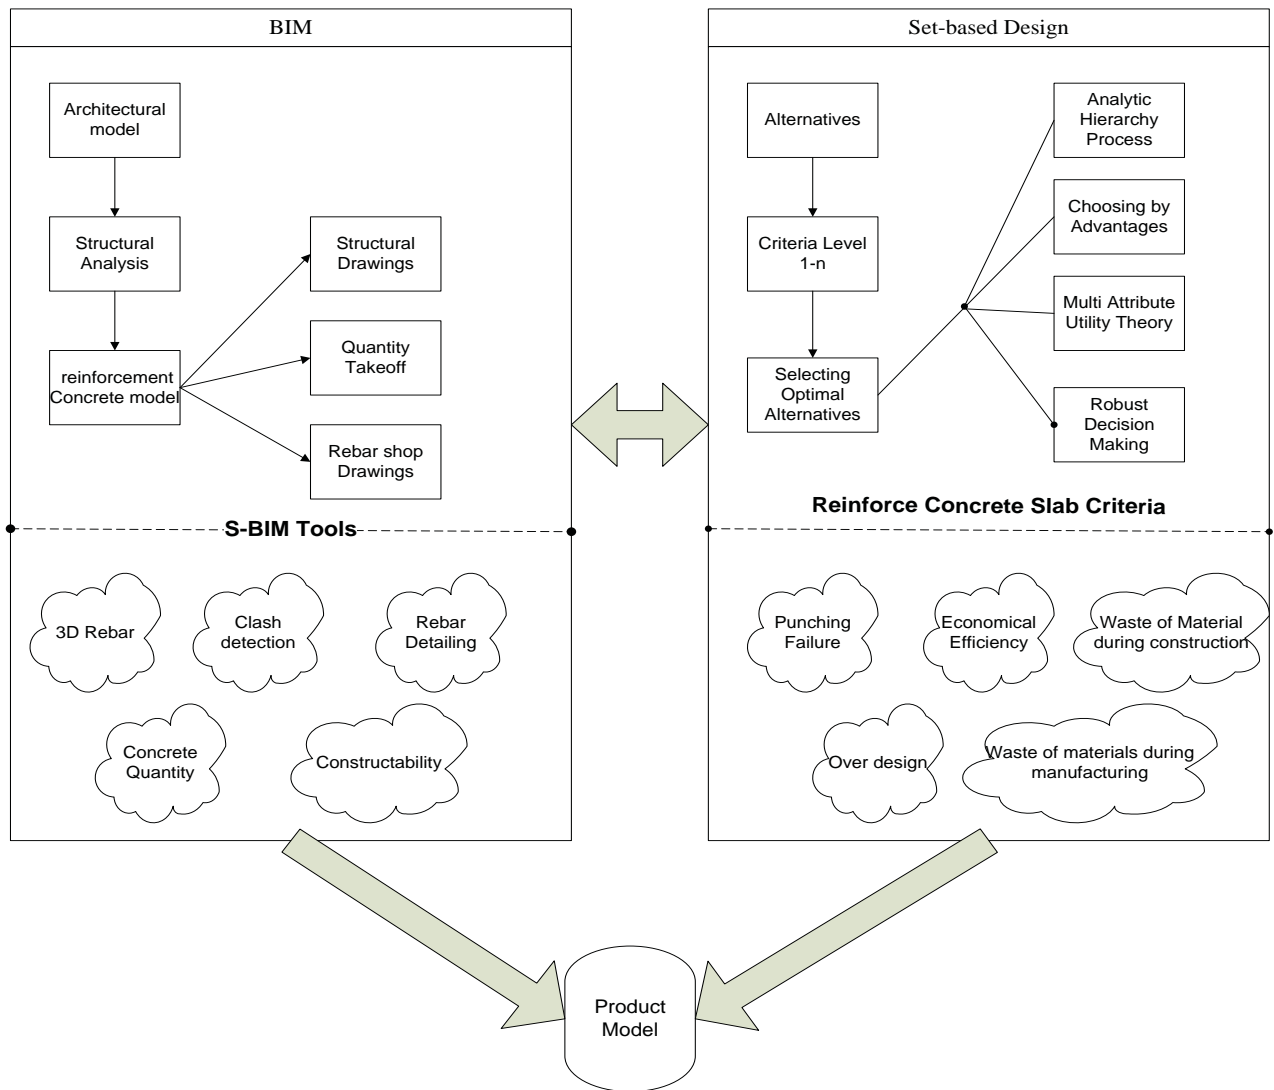 BIM
Architectural
model
Structural
Analysis
reinforcement
Concrete model
Structural
Drawings
Quantity
Takeoff
Rebar shop
Drawings
S-BIM Tools
3D Rebar
Clash
detection
Rebar
Detailing
Concrete
Quantity
Constructability
Set-based Design
Alternatives
Criteria Level
1-n
Selecting
Optimal
Alternatives
Analytic
Hierarchy
Process
Choosing by
Advantages
Multi Attribute
Utility Theory
Robust
Decision
Making
Reinforce Concrete Slab Criteria
Punching
Failure
Economical
Efficiency
Waste of Material
during construction
Over design
Waste of materials during
manufacturing
Product
Model